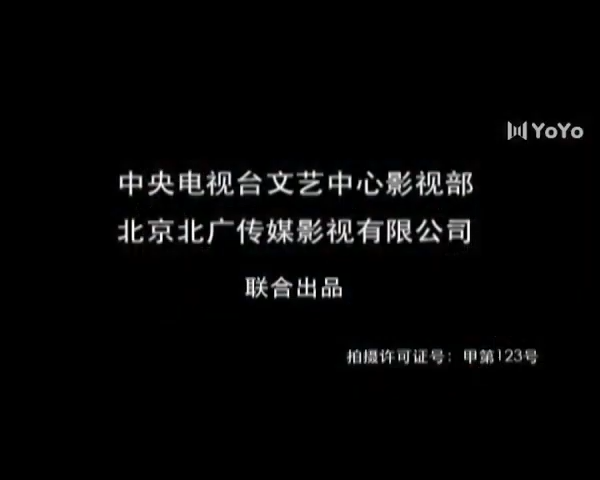 YoYo
中央电视台文艺中心影视部
北京北广传媒影视有限公司
联合出品
拍摄许可证号：甲第123号